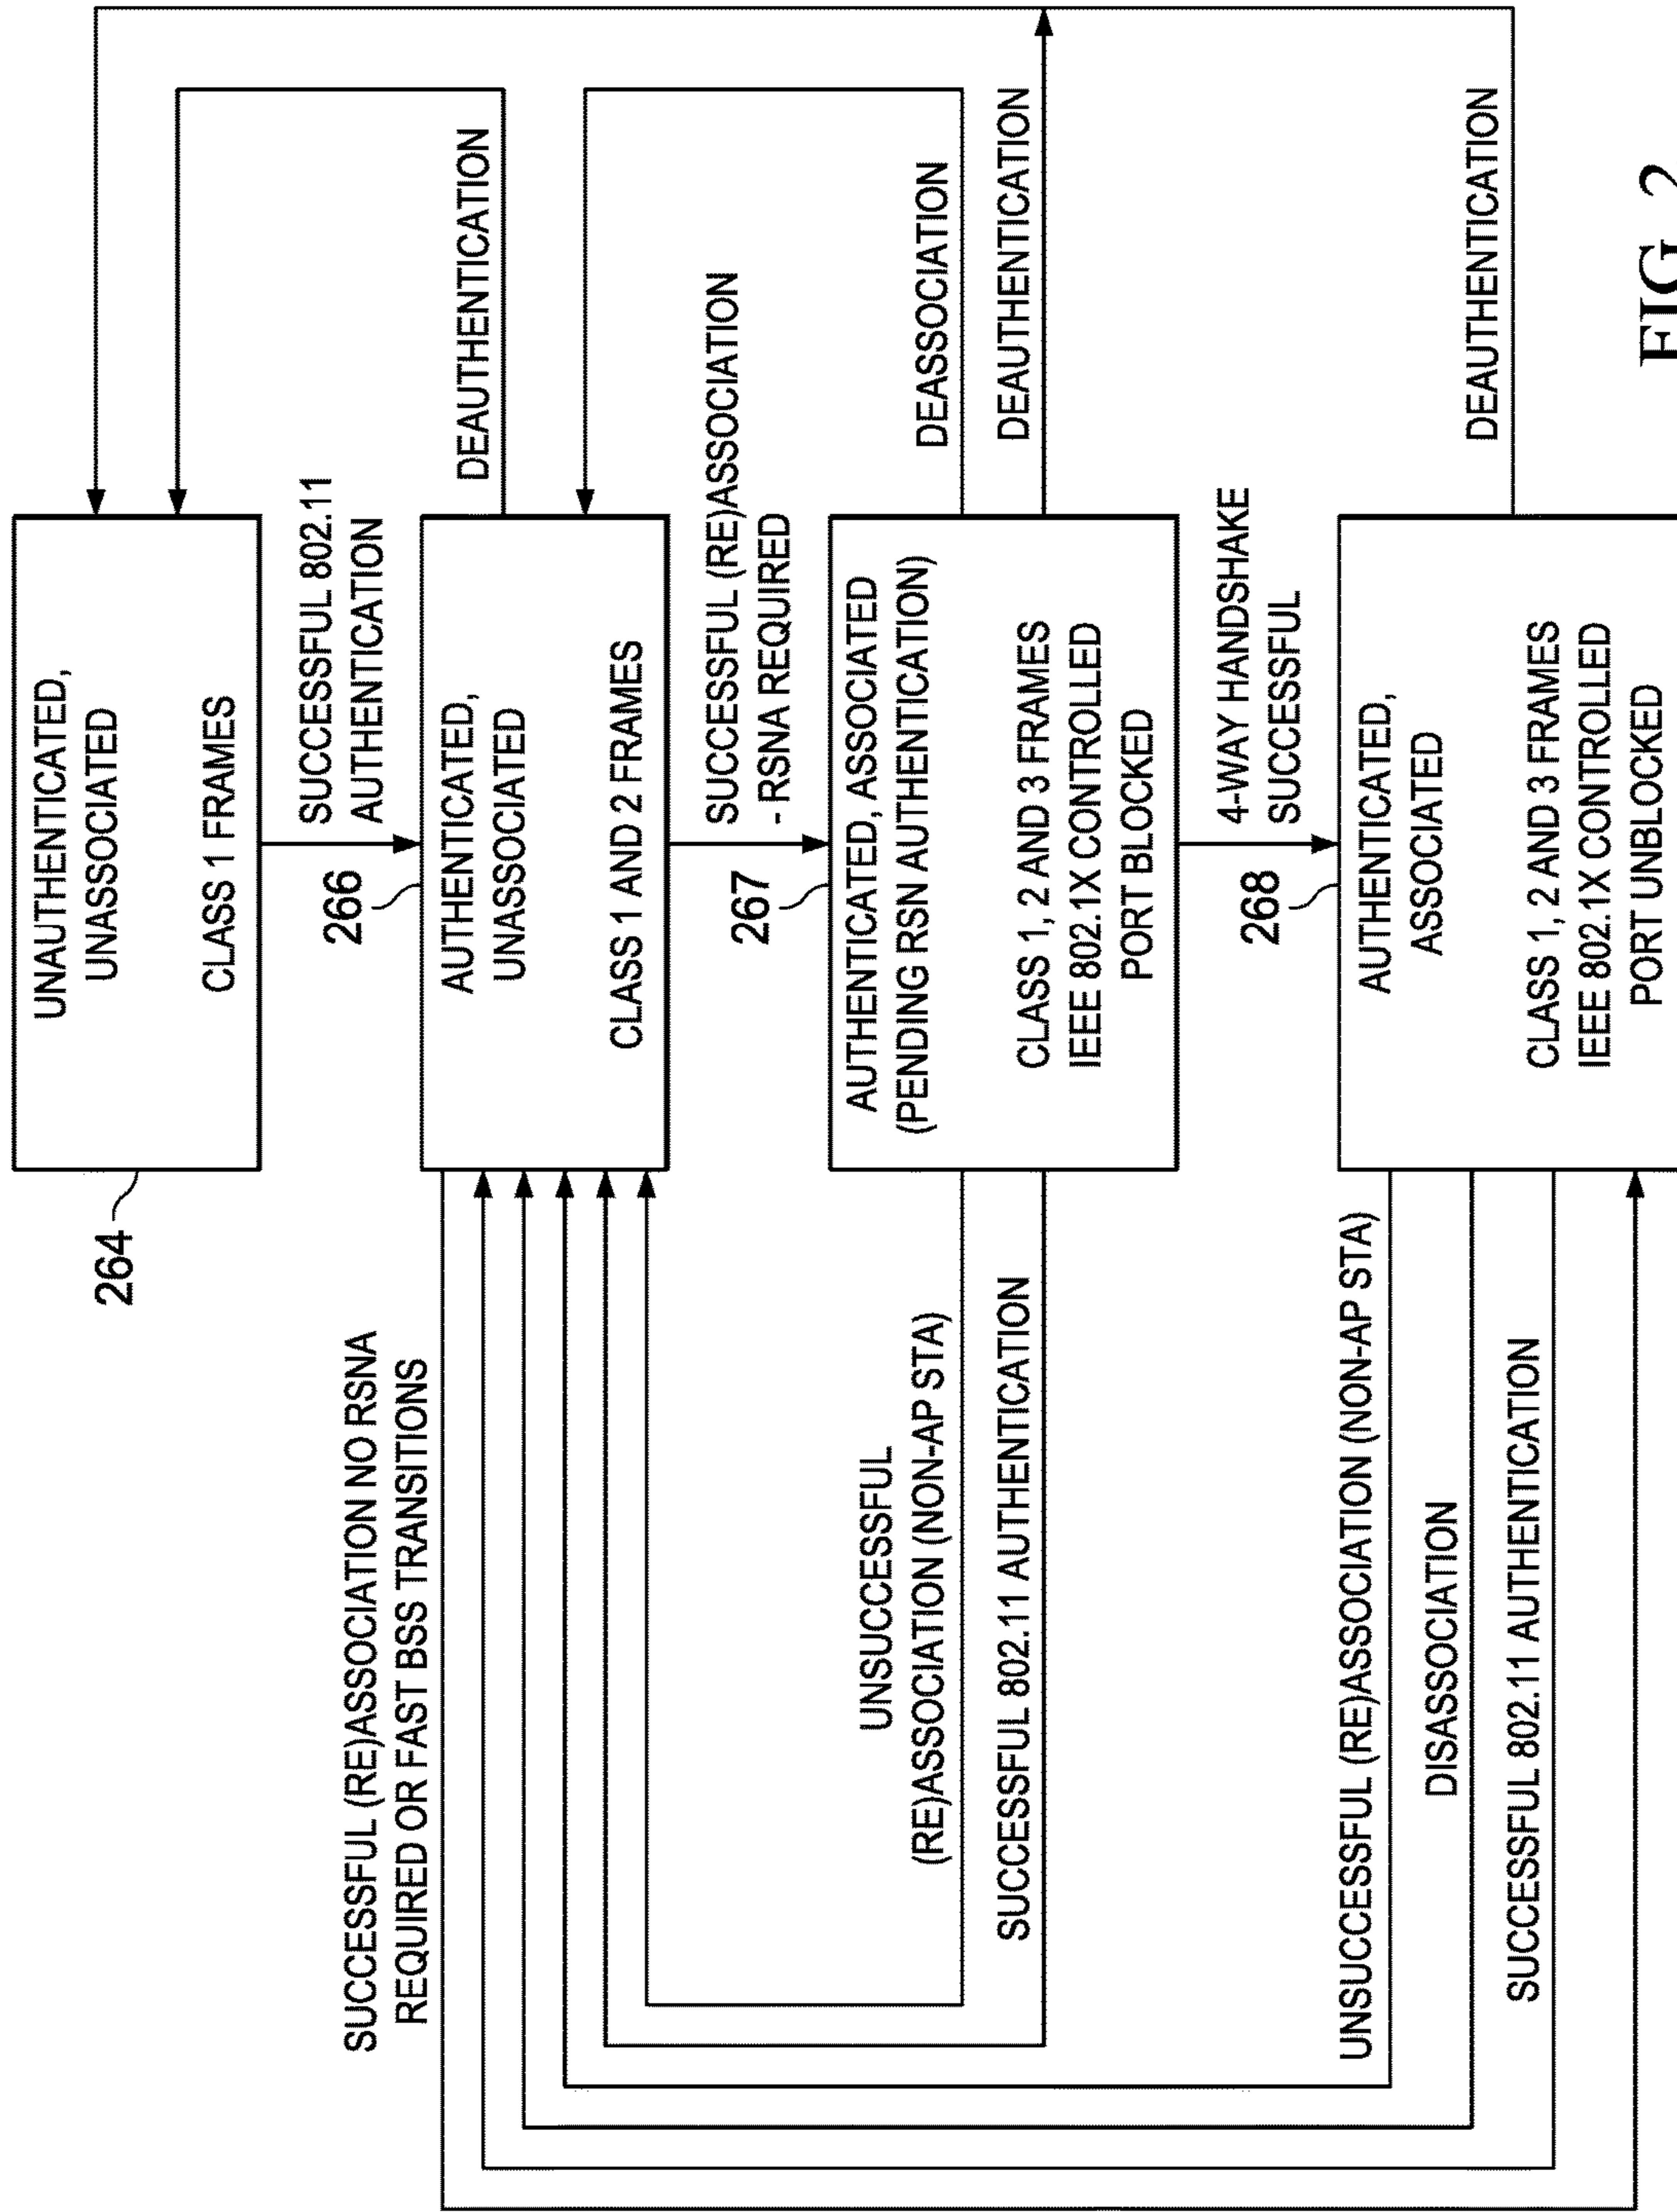 264
UNAUTHENTICATED,
UNASSOCIATED
CLASS 1 FRAMES
SUCCESSFUL 802.11
AUTHENTICATION
DEAUTHENTICATION
266
AUTHENTICATED,
UNASSOCIATED
CLASS 1 AND 2 FRAMES
SUCCESSFUL (RE)ASSOCIATION NO RSNA
REQUIRED OR FAST BSS TRANSITIONS
SUCCESSFUL (RE)ASSOCIATION
- RSNA REQUIRED
267
AUTHENTICATED, ASSOCIATED
(PENDING RSN AUTHENTICATION)
CLASS 1, 2 AND 3 FRAMES
IEEE 802.1X CONTROLLED
PORT BLOCKED
UNSUCCESSFUL
(RE)ASSOCIATION (NON-AP STA)
SUCCESSFUL 802.11 AUTHENTICATION
DEASSOCIATION
DEAUTHENTICATION
4-WAY HANDSHAKE
SUCCESSFUL
268
AUTHENTICATED,
ASSOCIATED
CLASS 1, 2 AND 3 FRAMES
IEEE 802.1X CONTROLLED
PORT UNBLOCKED
UNSUCCESSFUL (RE)ASSOCIATION (NON-AP STA)
DISASSOCIATION
SUCCESSFUL 802.11 AUTHENTICATION
DEAUTHENTICATION
FIG. 2